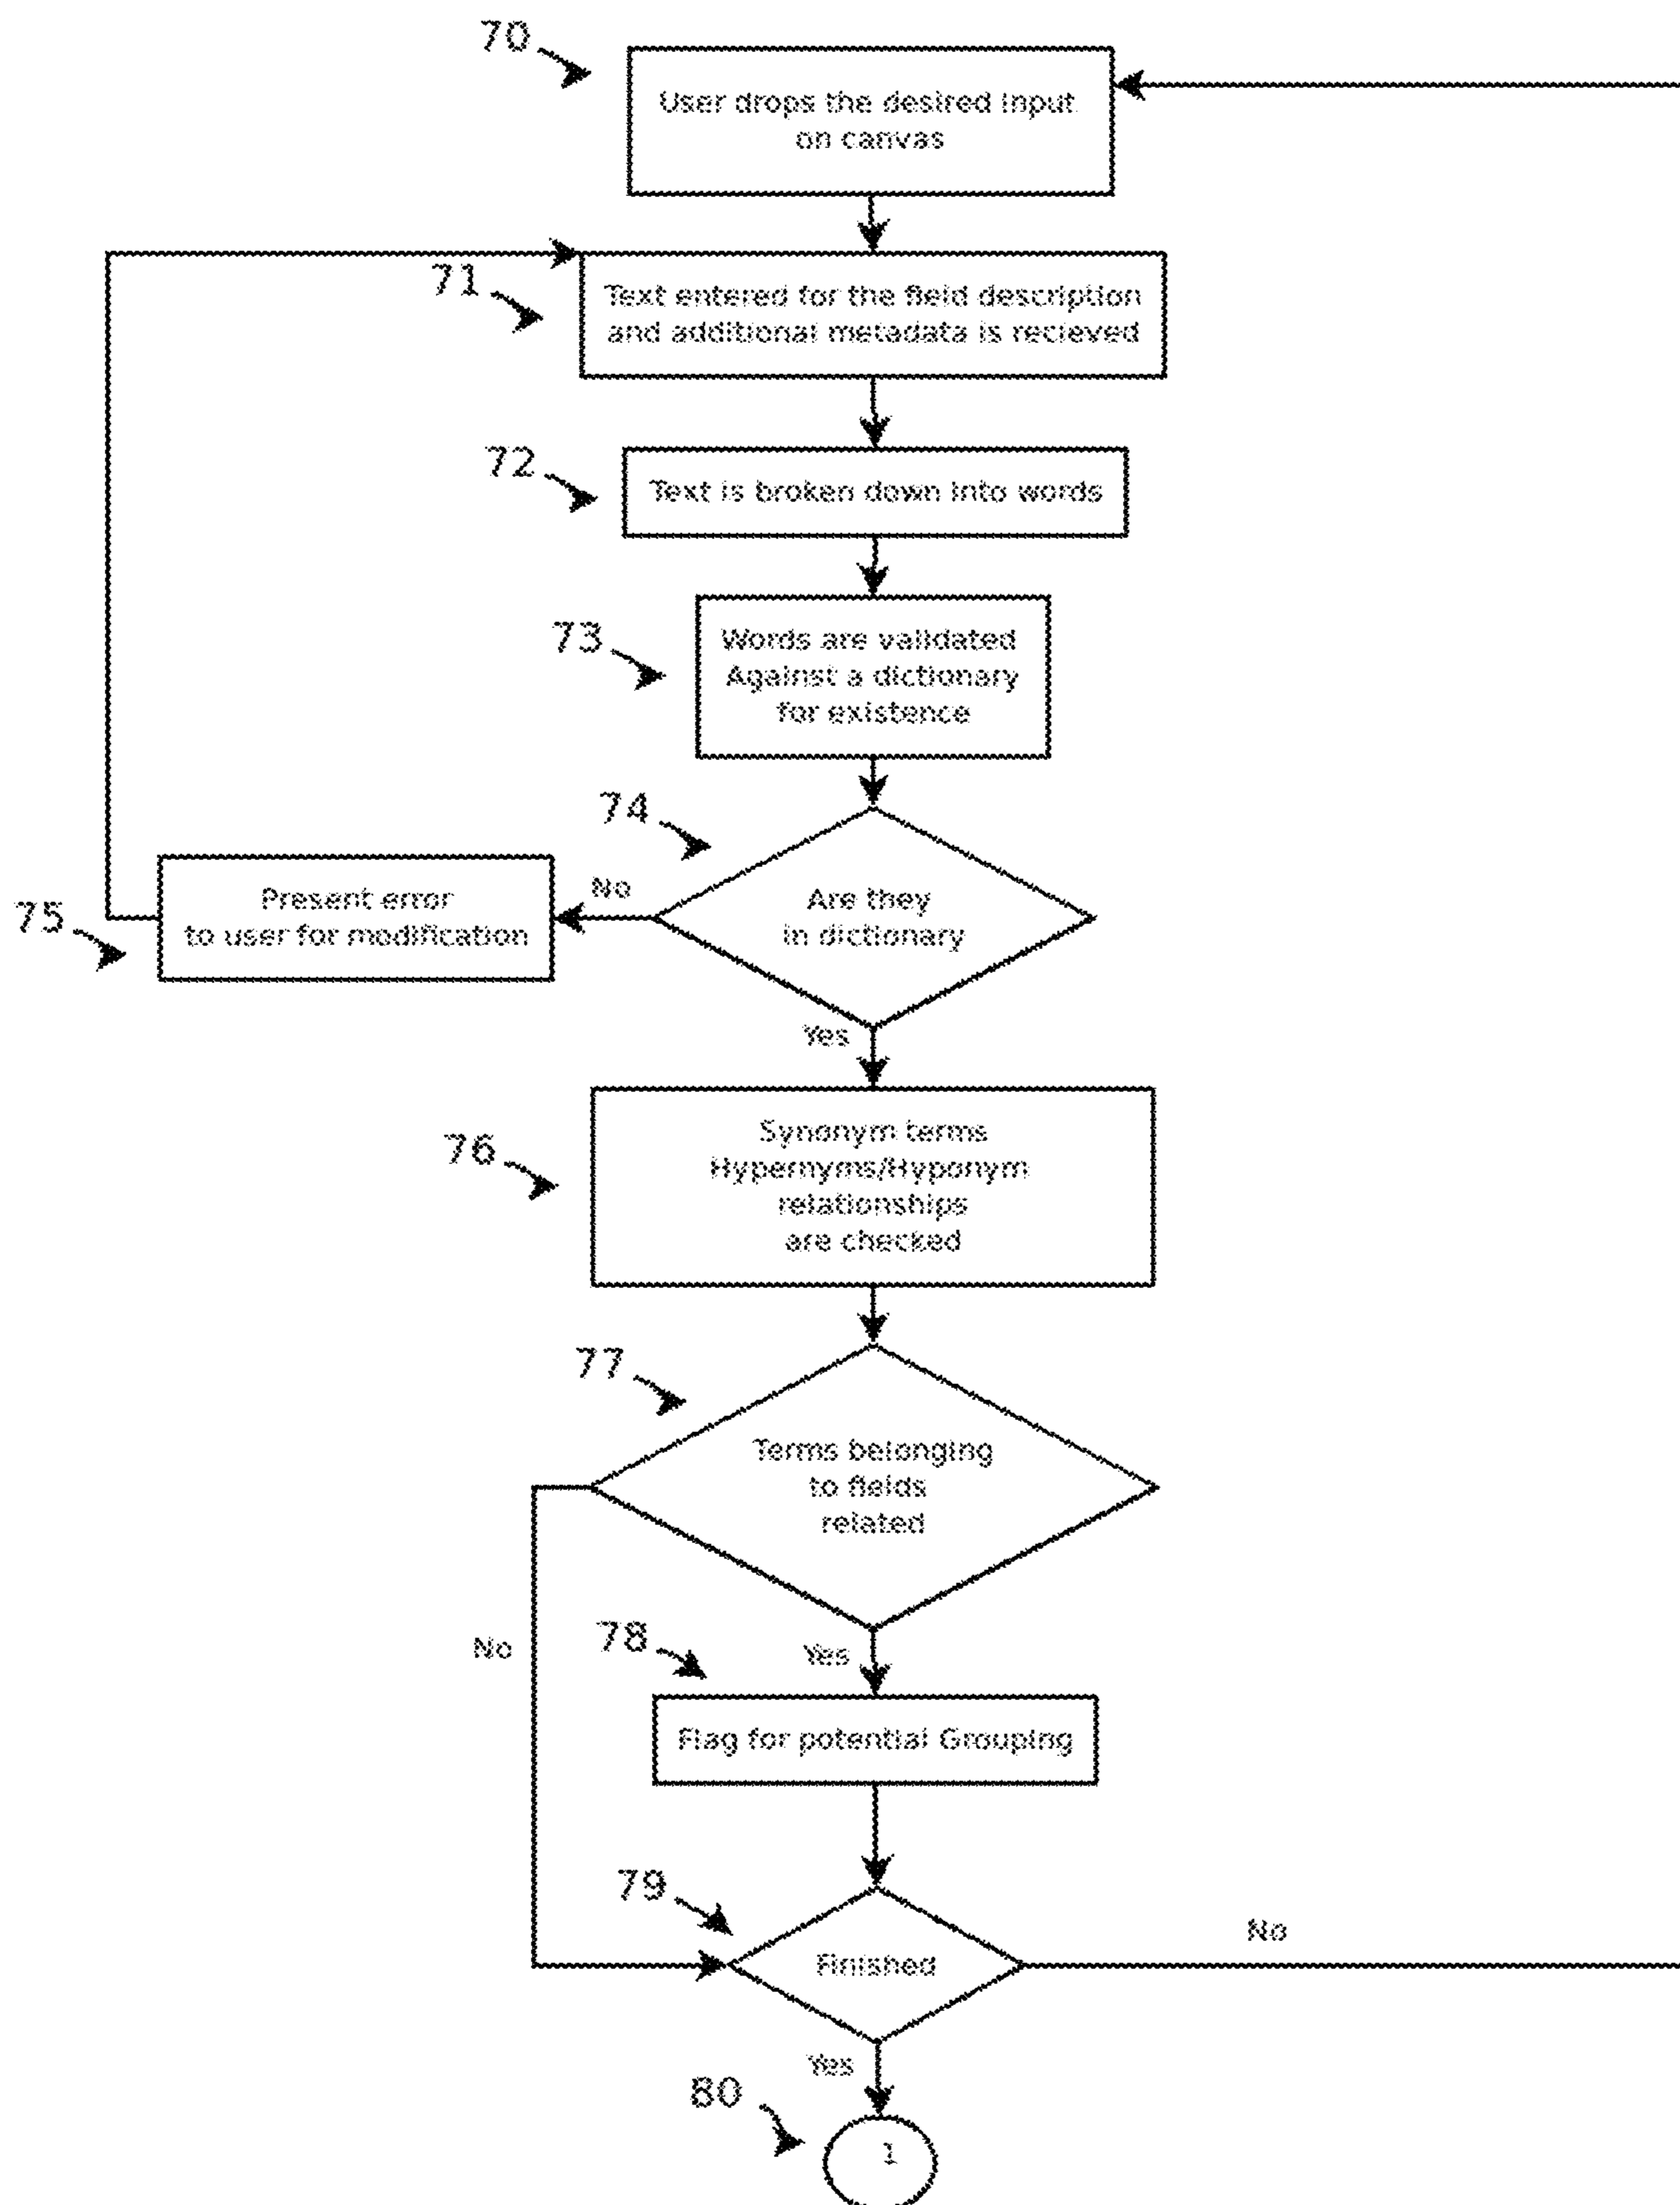 70
User drops the desired input
on canvas
71
Text entered for the field description
and additional metadata is recieved
72
Text is broken down into words
73
Words are validated
Against a dictionary
for existence
74
Are they
in dictionary
No
75
Present error
to user for modification
Yes
76
Synonym terms
Hypernyms/Hyponym
relationships
are checked
77
Terms belonging
to fields
related
No
Yes
78
Flag for potential Grouping
79
Finished
No
Yes
80
1